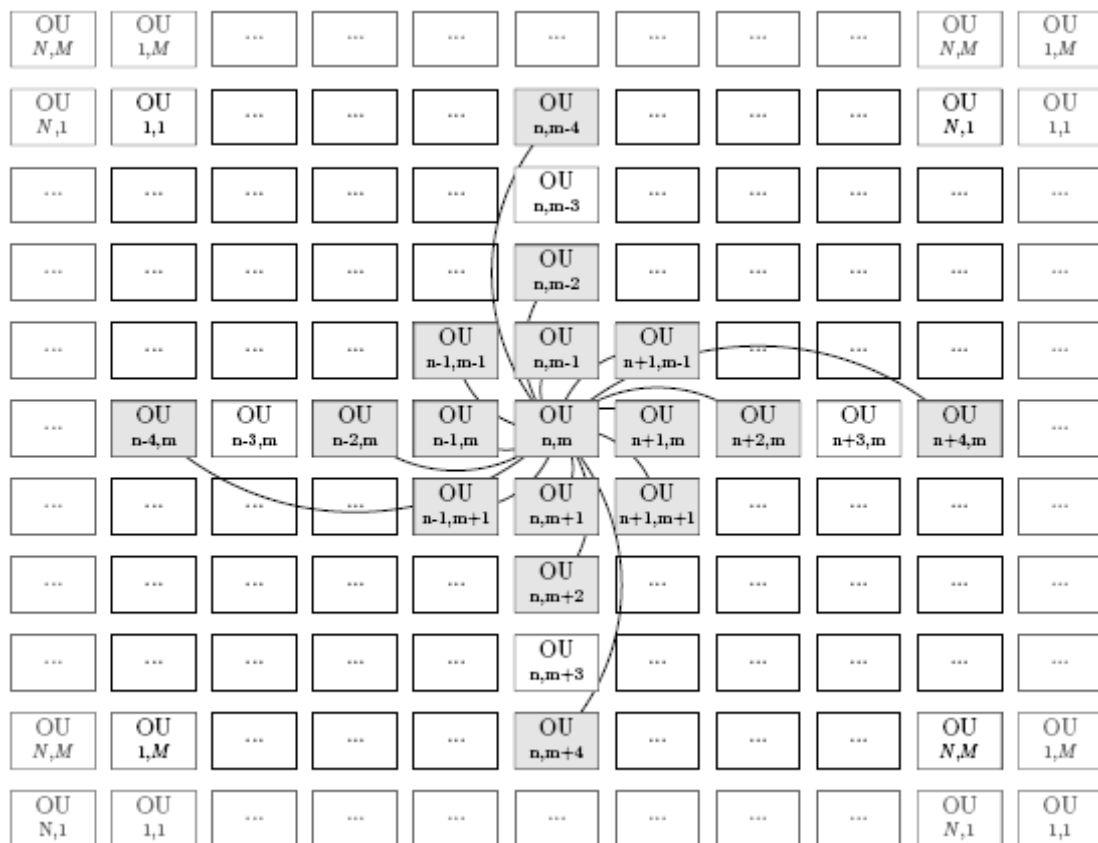 OU OU ... ... ... ... ... ... ... OU OU
N,M 1,M N,M 1,M
OU OU ... ... ... OU ... ... ... OU OU
N,1 1,1 n,m-4 N,1 1,1
... ... ... ... ... OU ... ... ... ... ...
n,m-3
... ... ... ... ... OU ... ... ... ... ...
n,m-2
... ... ... ... OU OU OU ... ... ... ...
n-1,m-1 n,m-1 n+1,m-1
... OU OU OU OU OU OU OU OU OU ...
n-4,m n-3,m n-2,m n-1,m n,m n+1,m n+2,m n+3,m n+4,m
... ... ... ... OU OU OU ... ... ... ...
n-1,m+1 n,m+1 n+1,m+1
... ... ... ... ... OU ... ... ... ... ...
n,m+2
... ... ... ... ... OU ... ... ... ... ...
n,m+3
OU OU ... ... ... OU ... ... ... OU OU
N,M 1,M n,m+4 N,M 1,M
OU OU ... ... ... ... ... ... ... OU OU
N,1 1,1 N,1 1,1